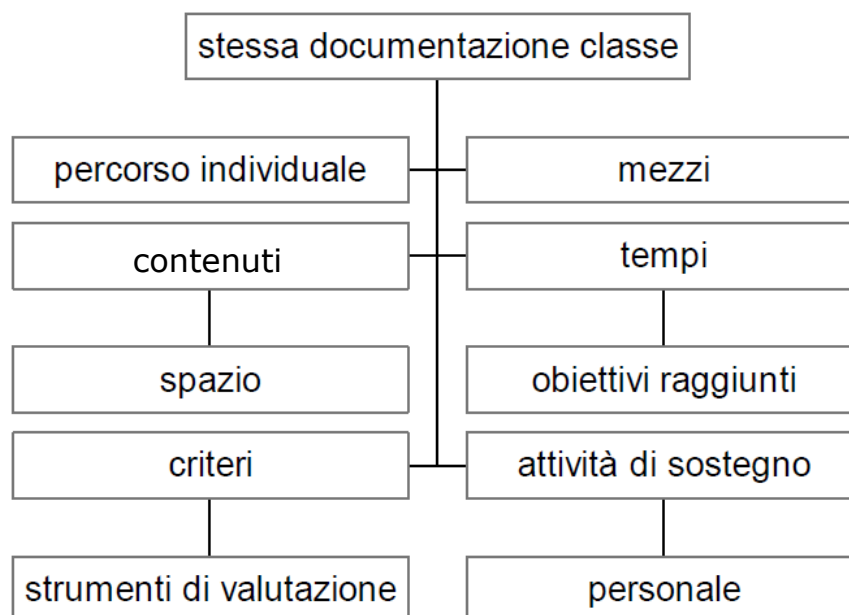 stessa documentazione classe
percorso individuale
mezzi
contenuti
tempi
spazio
obiettivi raggiunti
criteri
attività di sostegno
strumenti di valutazione
personale